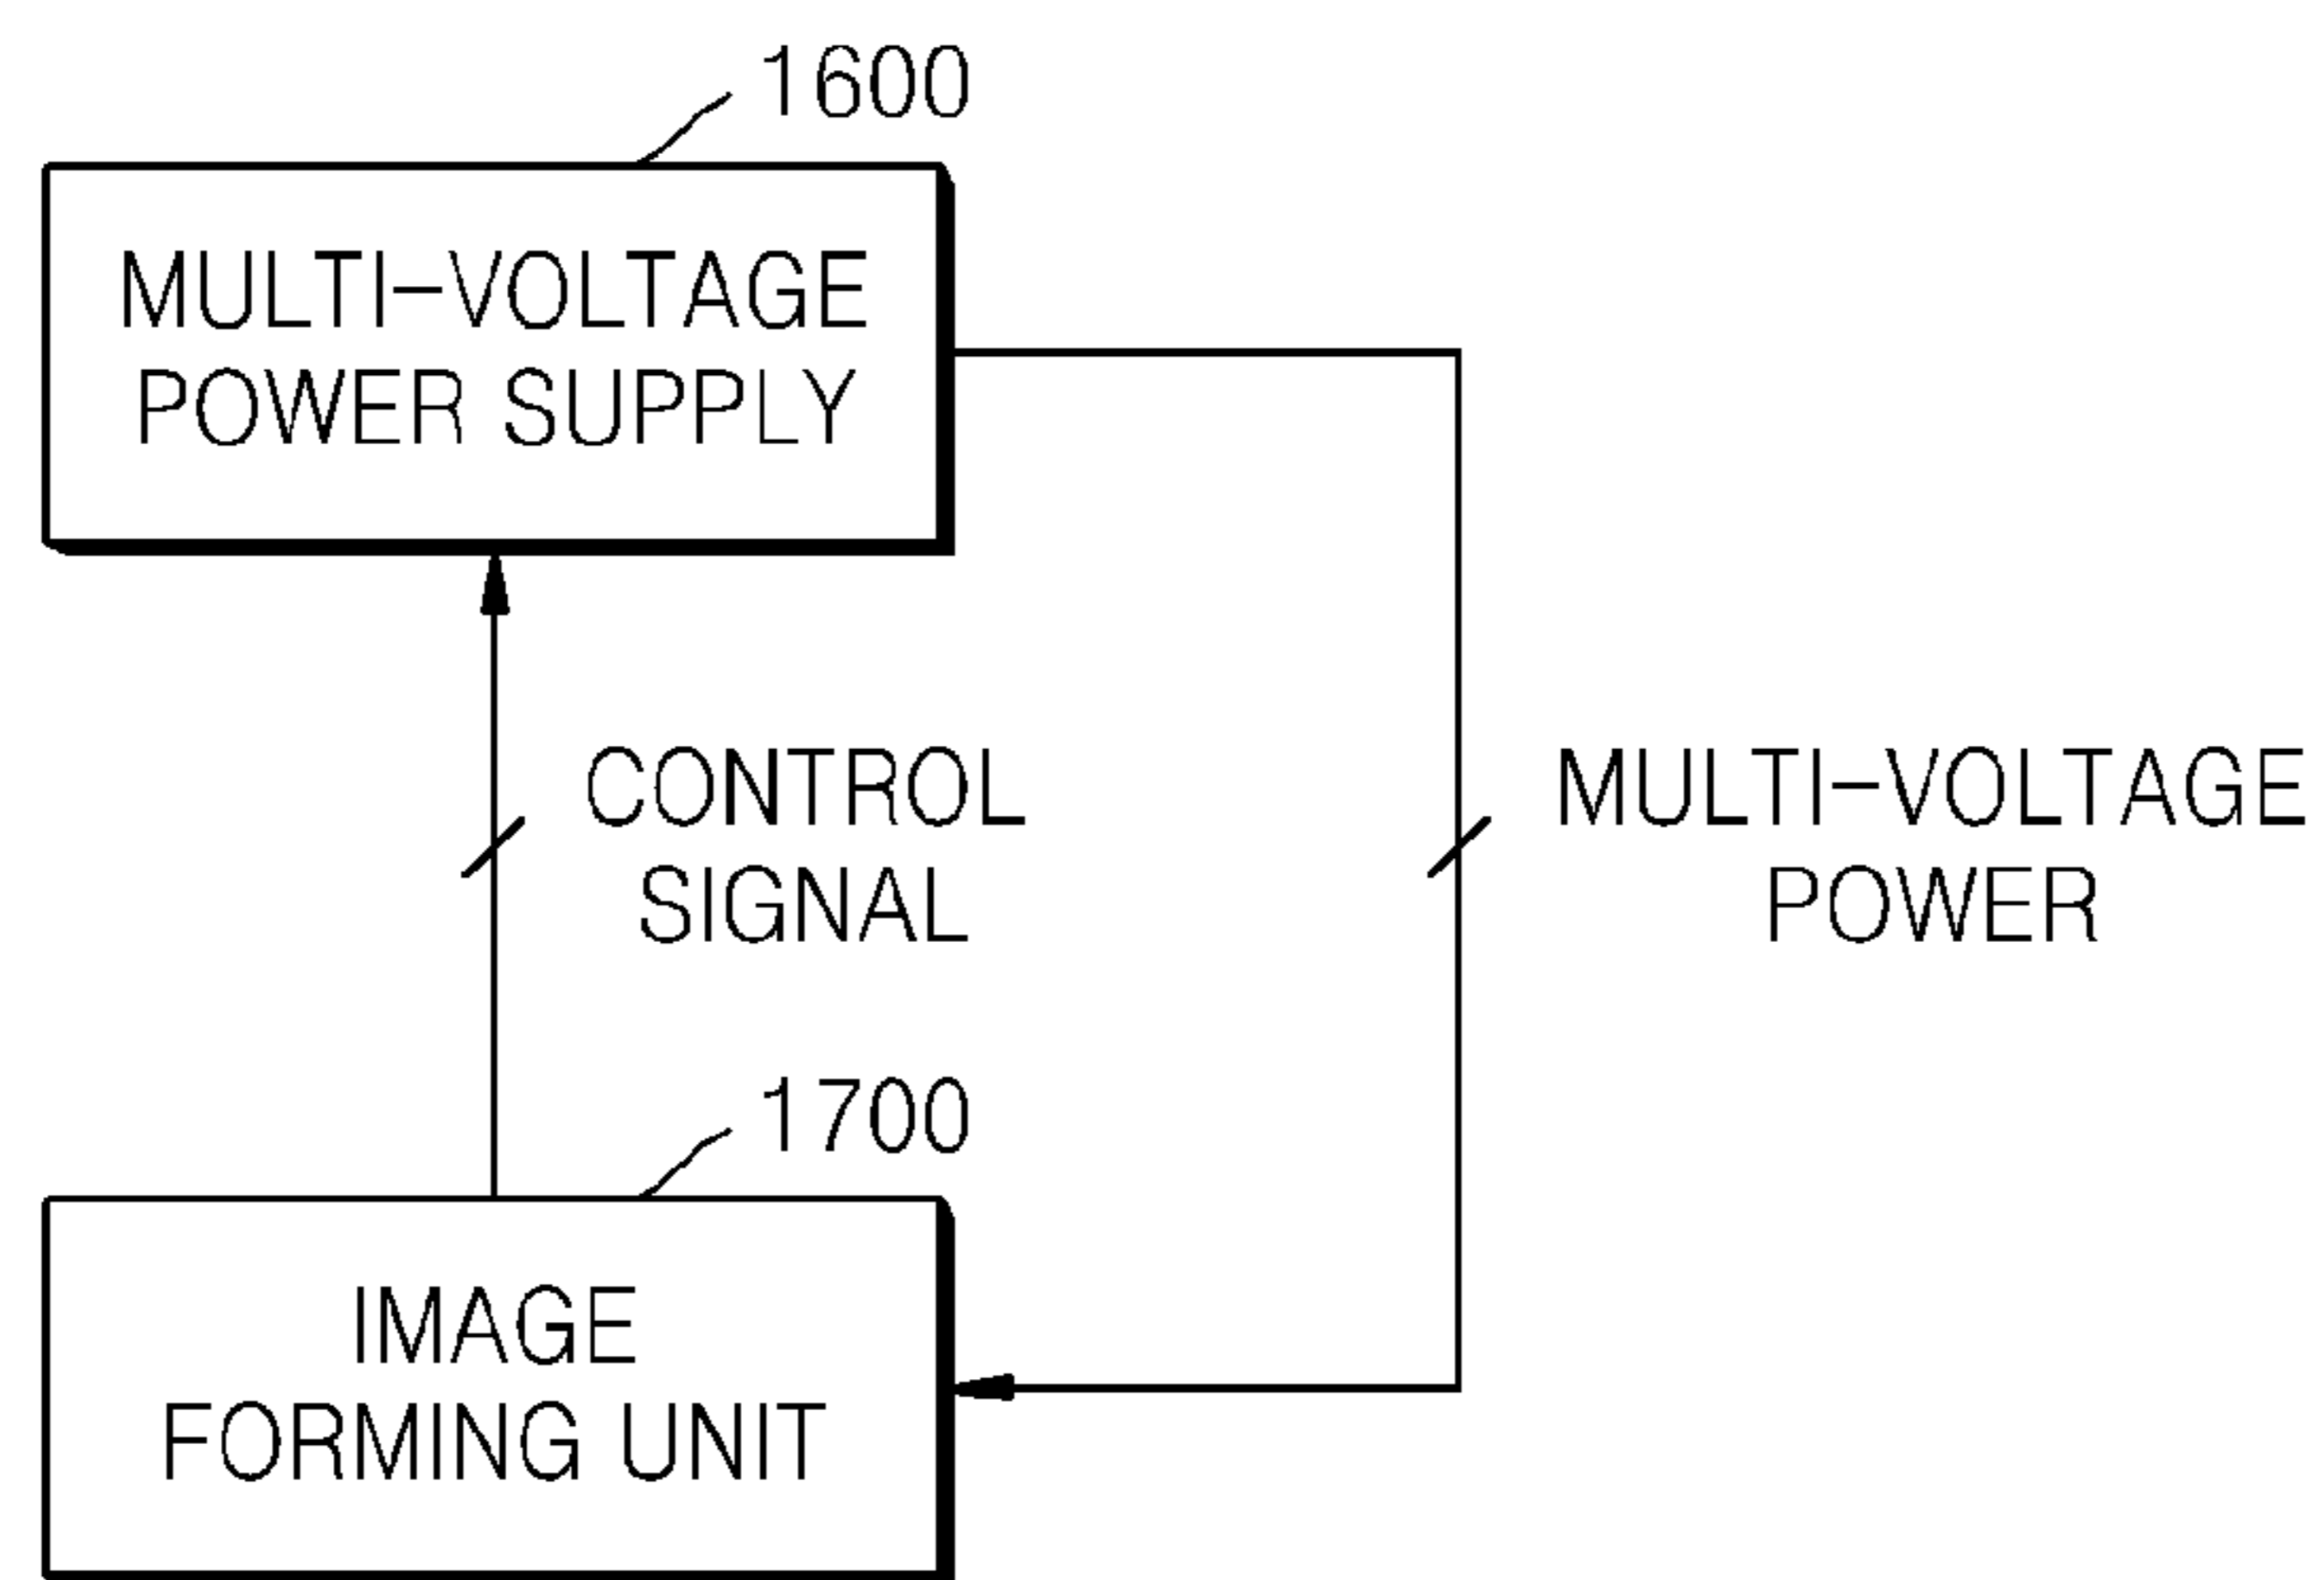 1600
MULTI-VOLTAGE
POWER SUPPLY
CONTROL
SIGNAL
MULTI-VOLTAGE
POWER
1700
IMAGE
FORMING UNIT